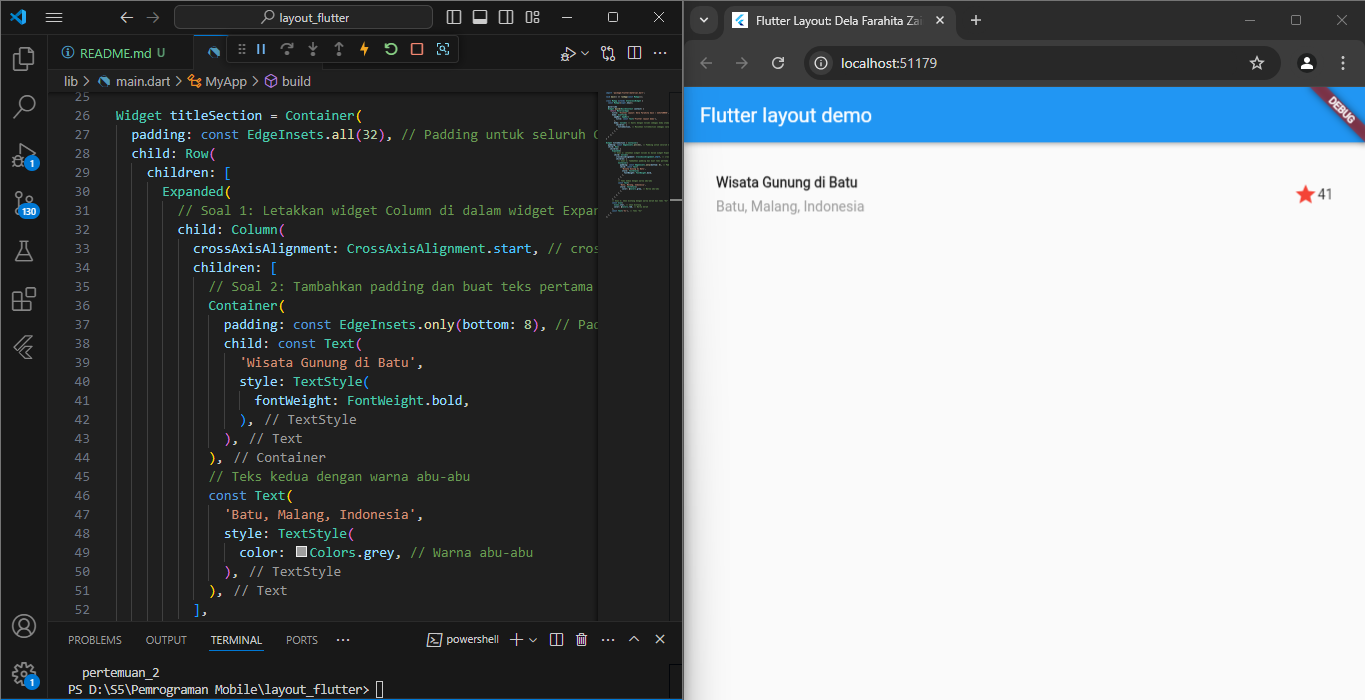 layout_flutter
README.md U
lib > main.dart > MyApp > build
25
26 Widget titleSection = Container(
27 padding: const EdgeInsets.all(32), // Padding untuk seluruh
28 child: Row(
29 children: [
30 Expanded(
31 // Soal 1: Letakkan widget Column di dalam widget Expan
32 child: Column(
33 crossAxisAlignment: CrossAxisAlignment.start, // cros
34 children: [
35 // Soal 2: Tambahkan padding dan buat teks pertama
36 Container(
37 padding: const EdgeInsets.only(bottom: 8), // Pad
38 child: const Text(
39 'Wisata Gunung di Batu',
40 style: TextStyle(
41 fontWeight: FontWeight.bold,
42 ), // TextStyle
43 ), // Text
44 ), // Container
45 // Teks kedua dengan warna abu-abu
46 const Text(
47 'Batu, Malang, Indonesia',
48 style: TextStyle(
49 color: Colors.grey, // Warna abu-abu
50 ), // TextStyle
51 ), // Text
52 ],
1
130
1
PROBLEMS OUTPUT TERMINAL PORTS ··· powershell
pertemuan_2
PS D:\S5\Pemrograman Mobile\layout_flutter>
Flutter Layout: Dela Farahita Zai
localhost:51179
Flutter layout demo
DEBUG
Wisata Gunung di Batu
Batu, Malang, Indonesia
41